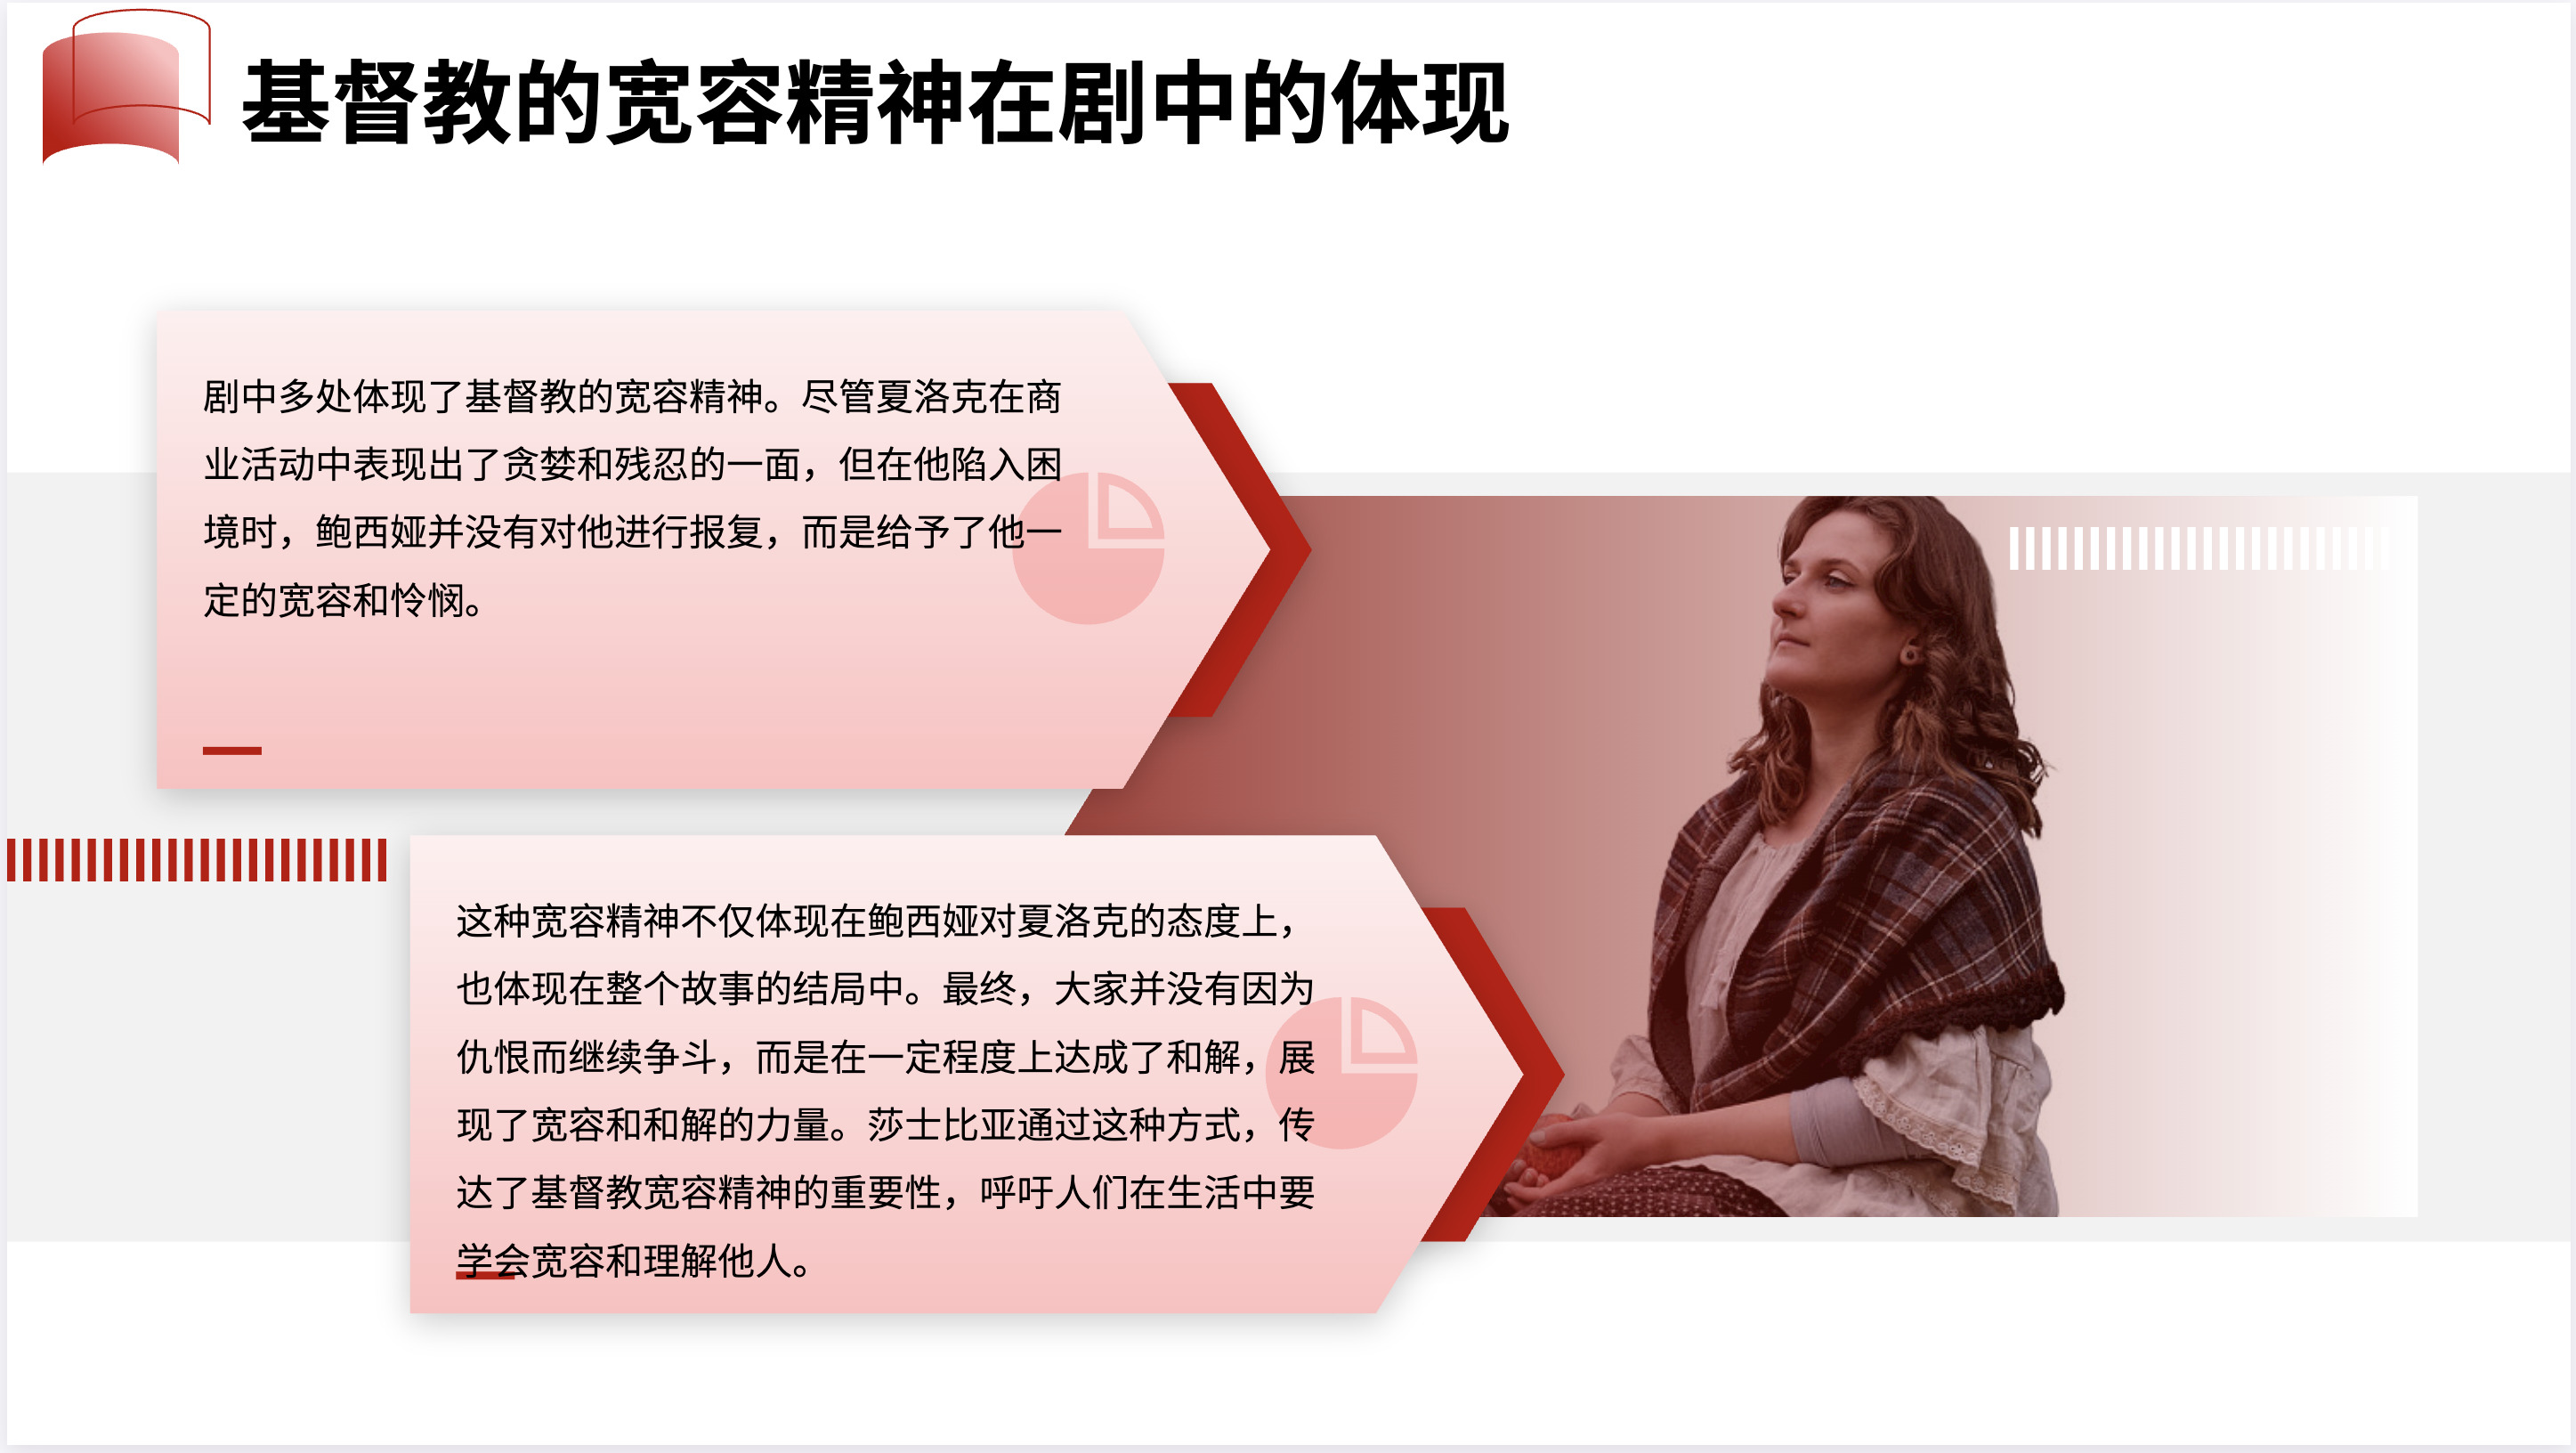 基督教的宽容精神在剧中的体现
剧中多处体现了基督教的宽容精神。尽管夏洛克在商
业活动中表现出了贪婪和残忍的一面，但在他陷入困
境时，鲍西娅并没有对他进行报复，而是给予了他一
定的宽容和怜悯。
这种宽容精神不仅体现在鲍西娅对夏洛克的态度上，
也体现在整个故事的结局中。最终，大家并没有因为
仇恨而继续争斗，而是在一定程度上达成了和解，展
现了宽容和和解的力量。莎士比亚通过这种方式，传
达了基督教宽容精神的重要性，呼吁人们在生活中要
学会宽容和理解他人。